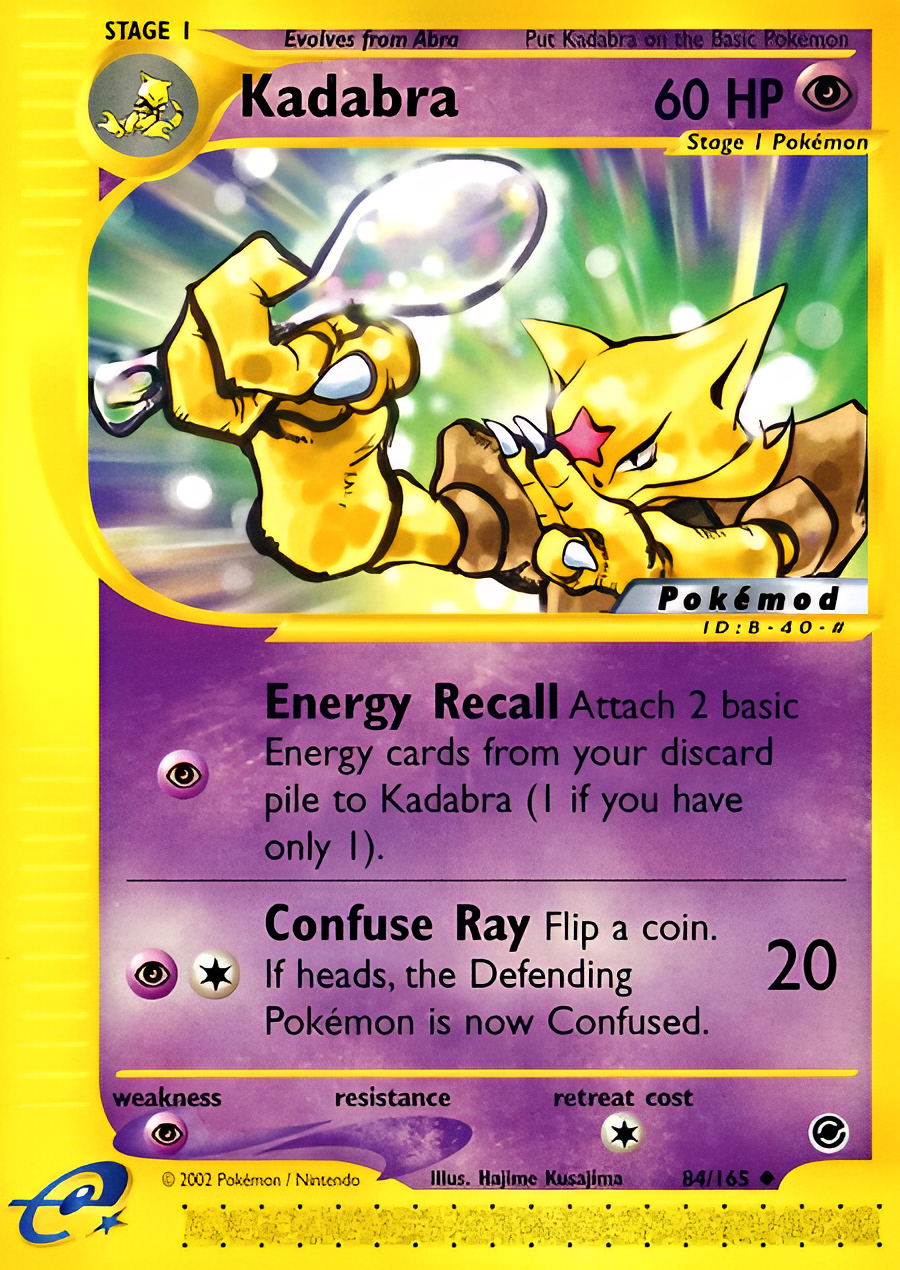 STAGE 1
Evolves from Abra
Put Kadabra on the Basic Pokémon
Kadabra
60 HP
Stage 1 Pokémon
Pokémod
ID:B-40-#
Energy Recall Attach 2 basic
Energy cards from your discard
pile to Kadabra (1 if you have
only 1).
Confuse Ray Flip a coin.
If heads, the Defending
Pokémon is now Confused.
20
weakness
resistance
retreat cost
© 2002 Pokémon / Nintendo
Illus. Hajime Kusajima
84/165
e